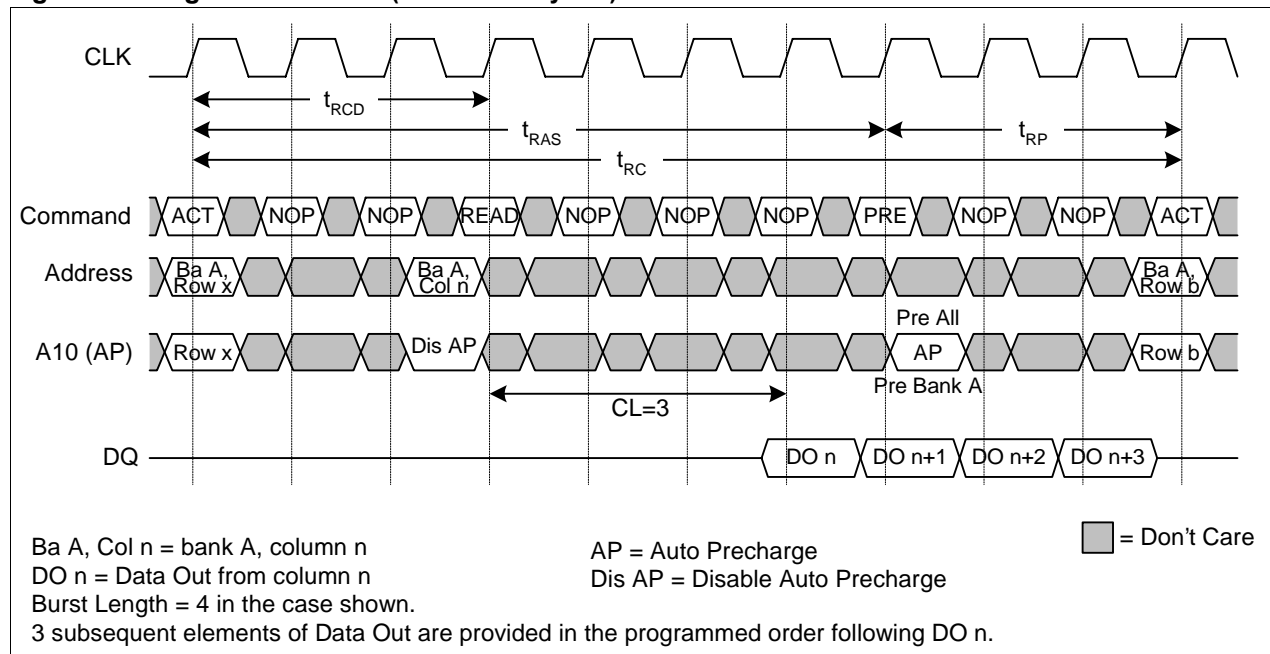 CLK
tRCD
tRAS
tRP
tRC
Command ACT NOP NOP READ NOP NOP NOP PRE NOP NOP ACT
Address Ba A, Row x Ba A, Col n Ba A, Row b
Pre All
A10 (AP) Row x Dis AP AP Row b
Pre Bank A
CL=3
DQ DO n DO n+1 DO n+2 DO n+3
= Don't Care
Ba A, Col n = bank A, column n
DO n = Data Out from column n
Burst Length = 4 in the case shown.
3 subsequent elements of Data Out are provided in the programmed order following DO n.
AP = Auto Precharge
Dis AP = Disable Auto Precharge